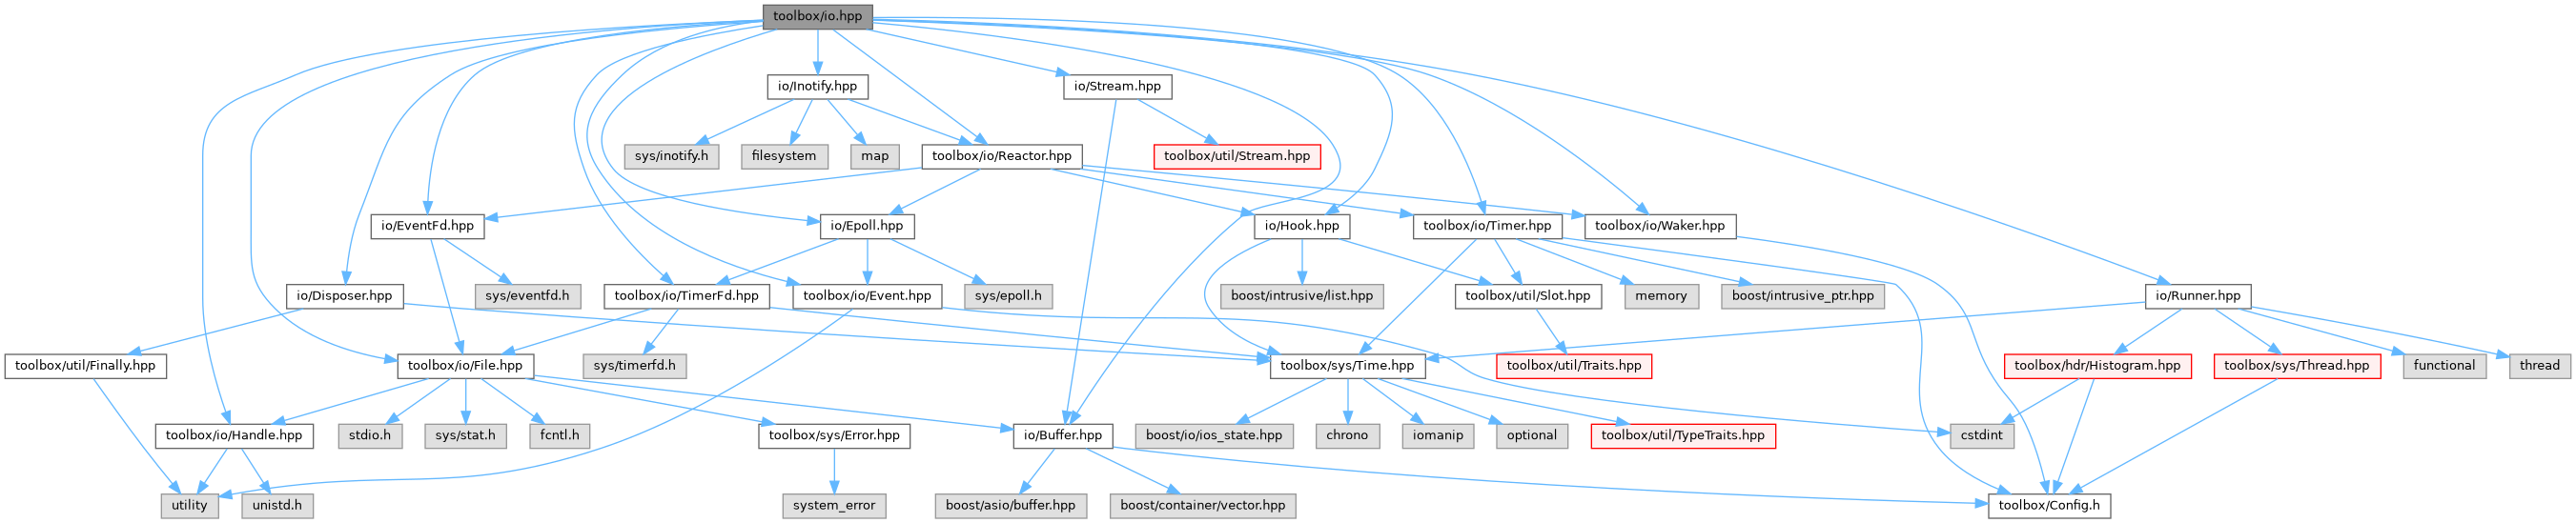 toolbox/io.hpp
io/Inotify.hpp
io/Stream.hpp
sys/inotify.h
filesystem
map
toolbox/io/Reactor.hpp
toolbox/util/Stream.hpp
io/EventFd.hpp
io/Epoll.hpp
io/Hook.hpp
toolbox/io/Timer.hpp
toolbox/io/Waker.hpp
io/Disposer.hpp
sys/eventfd.h
toolbox/io/TimerFd.hpp
toolbox/io/Event.hpp
sys/epoll.h
boost/intrusive/list.hpp
toolbox/util/Slot.hpp
memory
boost/intrusive_ptr.hpp
io/Runner.hpp
toolbox/util/Finally.hpp
toolbox/io/File.hpp
sys/timerfd.h
toolbox/sys/Time.hpp
toolbox/util/Traits.hpp
toolbox/hdr/Histogram.hpp
toolbox/sys/Thread.hpp
functional
thread
toolbox/io/Handle.hpp
stdio.h
sys/stat.h
fcntl.h
toolbox/sys/Error.hpp
io/Buffer.hpp
boost/io/ios_state.hpp
chrono
iomanip
optional
toolbox/util/TypeTraits.hpp
cstdint
utility
unistd.h
system_error
boost/asio/buffer.hpp
boost/container/vector.hpp
toolbox/Config.h